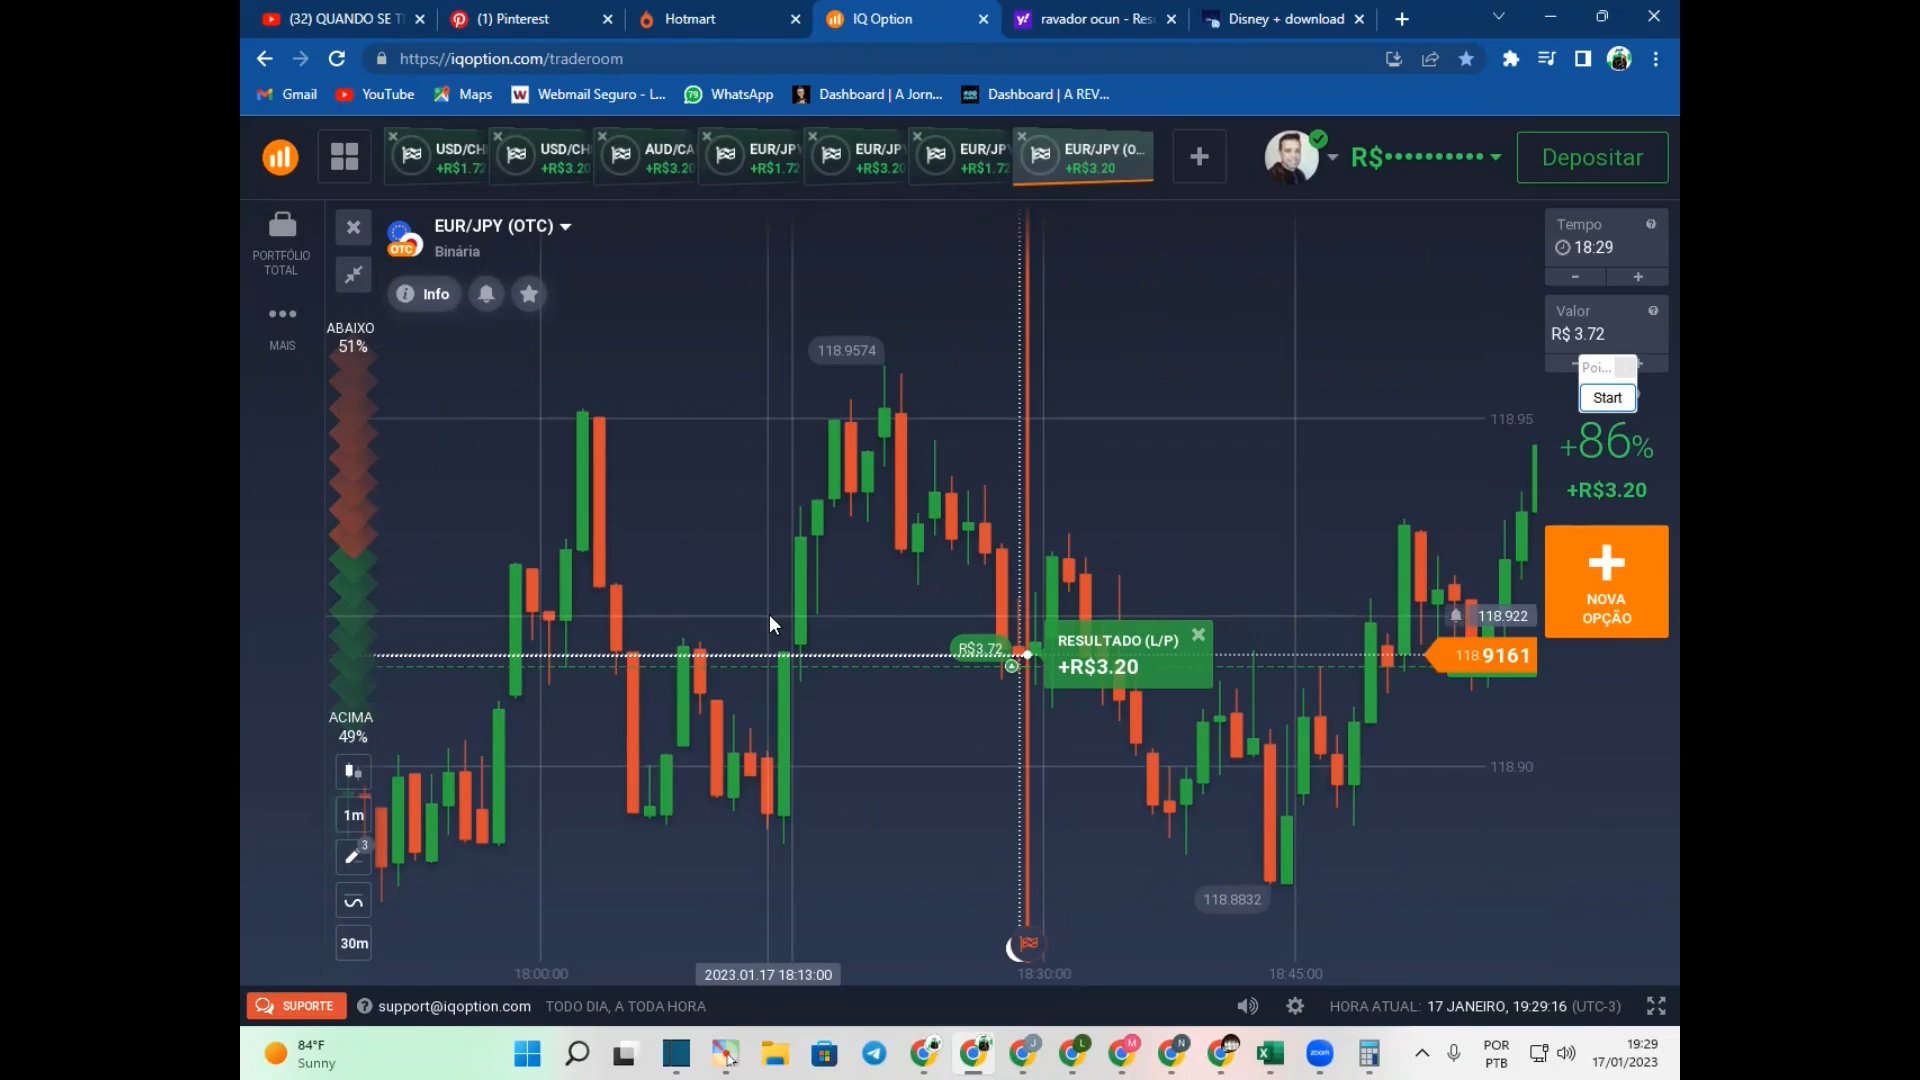 (32) QUANDO SE T
(1) Pinterest
Hotmart
IQ Option
ravador ocun - Res
Disney + download
https://iqoption.com/traderoom
Gmail
YouTube
Maps
Webmail Seguro - L...
WhatsApp
Dashboard | A Jorn...
Dashboard | A REV...
USD/CH
+R$1.72
USD/CH
+R$3.20
AUD/CA
+R$3.20
EUR/JP
+R$1.72
EUR/JP
+R$3.20
EUR/JP
+R$1.72
EUR/JPY (O...
+R$3.20
R$••••••••••
Depositar
PORTFÓLIO
TOTAL
MAIS
EUR/JPY (OTC)
OTC
Binária
Info
ABAIXO
51%
ACIMA
49%
1m
3
30m
118.9574
118.95
118.922
118.9161
118.90
118.8832
R$3.72
RESULTADO (L/P)
+R$3.20
Tempo
18:29
Valor
R$ 3.72
Poi...
Start
+86%
+R$3.20
NOVA
OPÇÃO
18:00:00
2023.01.17 18:13:00
18:30:00
18:45:00
SUPORTE
support@iqoption.com
TODO DIA, A TODA HORA
HORA ATUAL: 17 JANEIRO, 19:29:16 (UTC-3)
84°F
Sunny
J
L
M
N
zoom
POR
PTB
19:29
17/01/2023